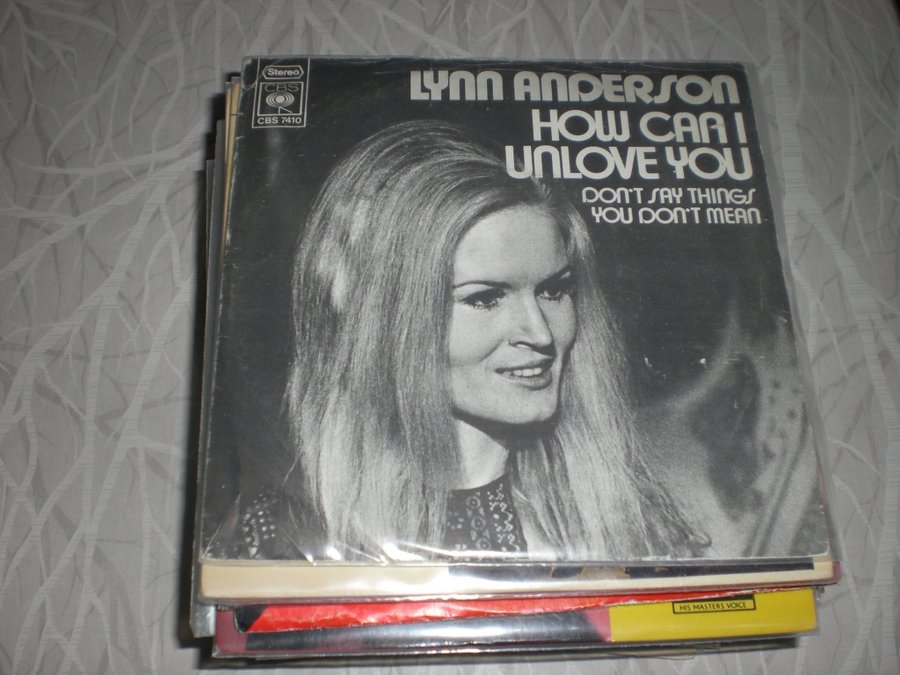 Stereo
CBS
CBS 7410
LYNN ANDERSON
HOW CAN I
UNLOVE YOU
DON'T SAY THINGS
YOU DON'T MEAN
HIS MASTERS VOICE